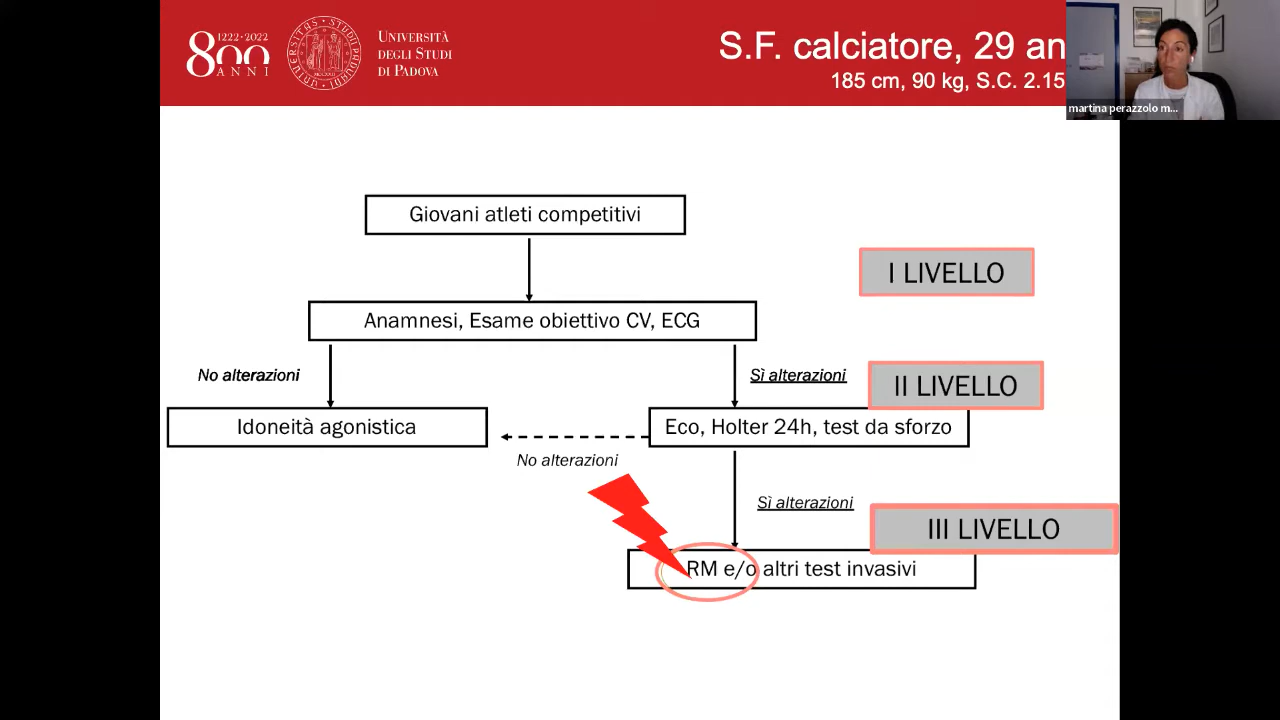 1222·2022
800
ANNI
UNIVERSITÀ
DEGLI STUDI
DI PADOVA
S.F. calciatore, 29 an
185 cm, 90 kg, S.C. 2.15
martina perazzolo m...
Giovani atleti competitivi
I LIVELLO
Anamnesi, Esame obiettivo CV, ECG
No alterazioni
Sì alterazioni
II LIVELLO
Idoneità agonistica
Eco, Holter 24h, test da sforzo
No alterazioni
Sì alterazioni
III LIVELLO
RM e/o altri test invasivi